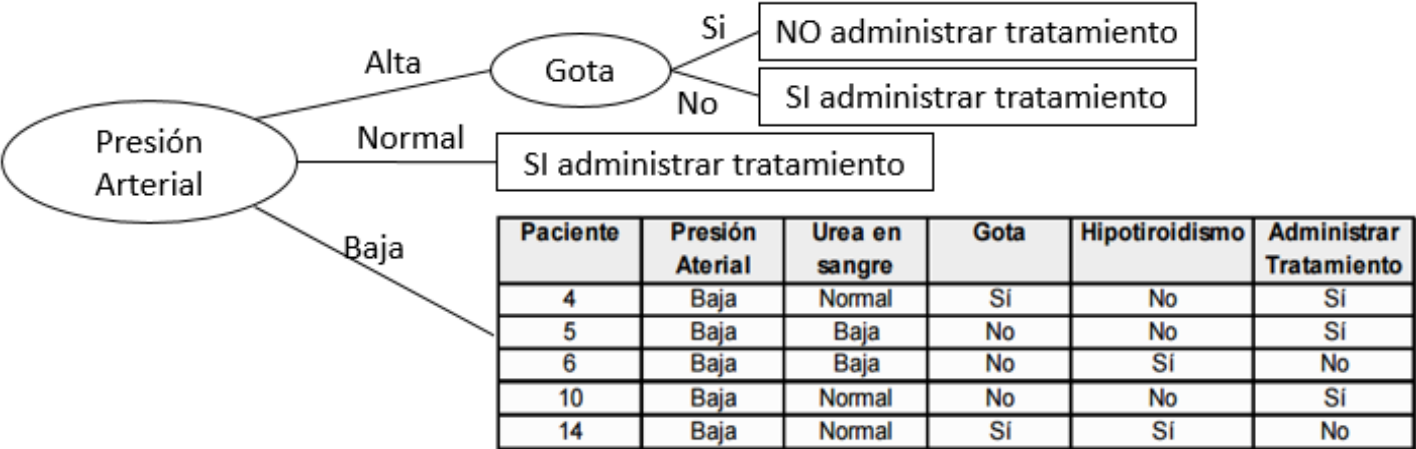 Si
NO administrar tratamiento
Alta
Gota
No
SI administrar tratamiento
Presión
Arterial
Normal
SI administrar tratamiento
Baja
Paciente Presión Aterial Urea en sangre Gota Hipotiroidismo Administrar Tratamiento
4 Baja Normal Sí No Sí
5 Baja Baja No No Sí
6 Baja Baja No Sí No
10 Baja Normal No No Sí
14 Baja Normal Sí Sí No